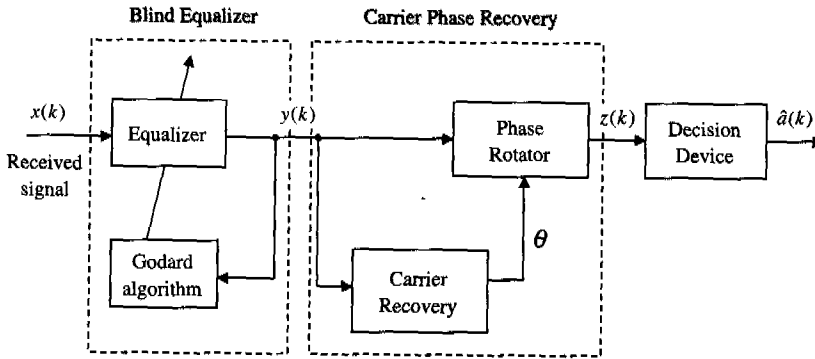 Blind Equalizer
Carrier Phase Recovery
x(k)
Received
signal
Equalizer
y(k)
Phase
Rotator
z(k)
Decision
Device
â(k)
Godard
algorithm
Carrier
Recovery
θ